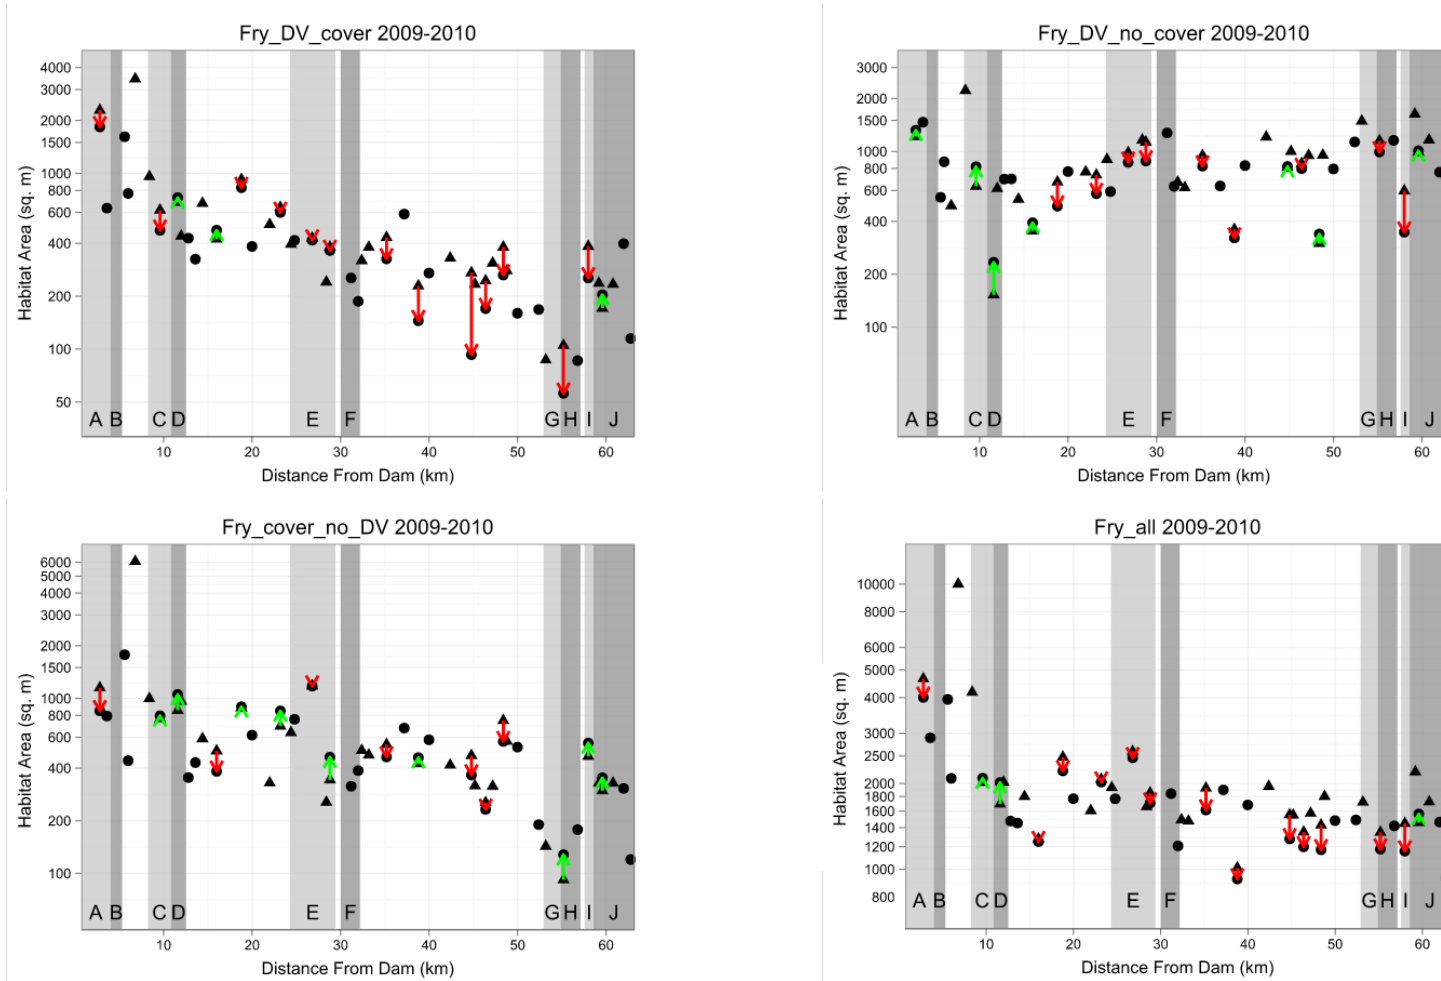 Fry_DV_cover 2009-2010
Habitat Area (sq. m)
4000
3000
2000
1500
1000
800
600
400
200
100
50
A B C D E F G H I J
10 20 30 40 50 60
Distance From Dam (km)
Fry_DV_no_cover 2009-2010
Habitat Area (sq. m)
3000
2000
1500
1000
800
600
400
200
100
A B C D E F G H I J
10 20 30 40 50 60
Distance From Dam (km)
Fry_cover_no_DV 2009-2010
Habitat Area (sq. m)
6000
5000
4000
3000
2000
1500
1000
800
600
400
200
100
A B C D E F G H I J
10 20 30 40 50 60
Distance From Dam (km)
Fry_all 2009-2010
Habitat Area (sq. m)
10000
8000
6000
5000
4000
3000
2500
2000
1800
1600
1400
1200
1000
800
A B C D E F G H I J
10 20 30 40 50 60
Distance From Dam (km)